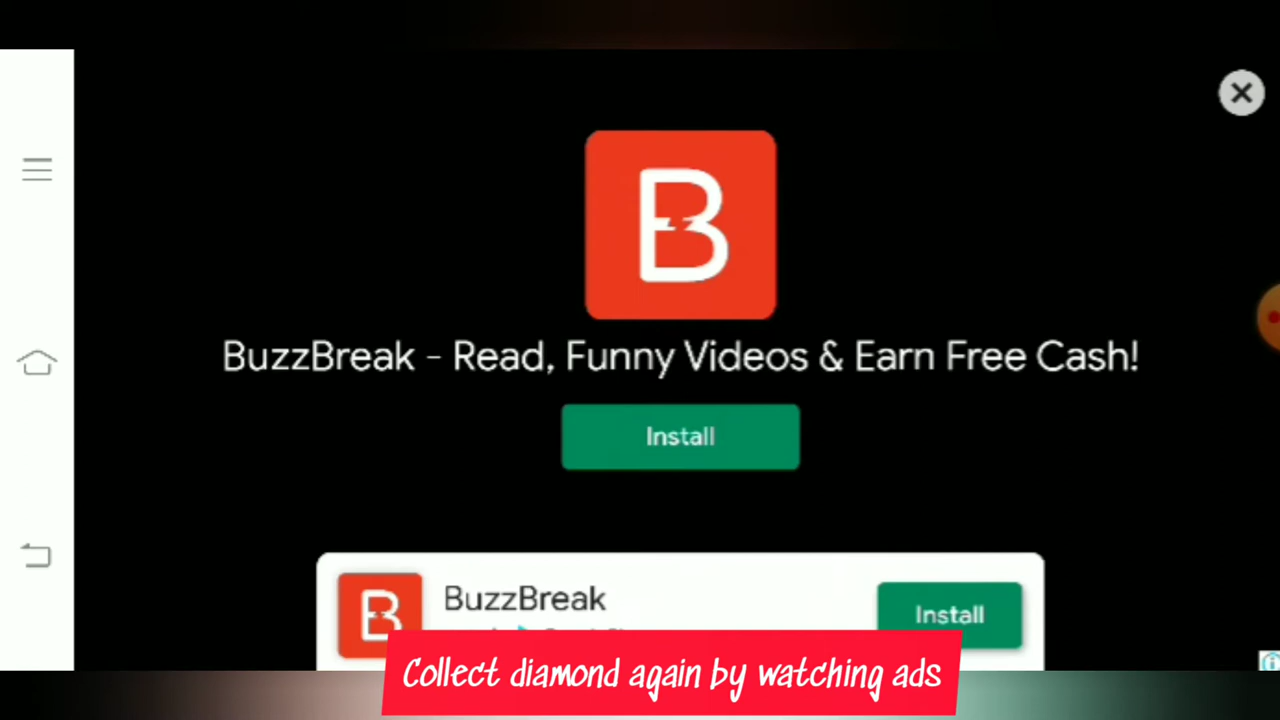 B
BuzzBreak - Read, Funny Videos & Earn Free Cash!
Install
B
BuzzBreak
Install
Collect diamond again by watching ads